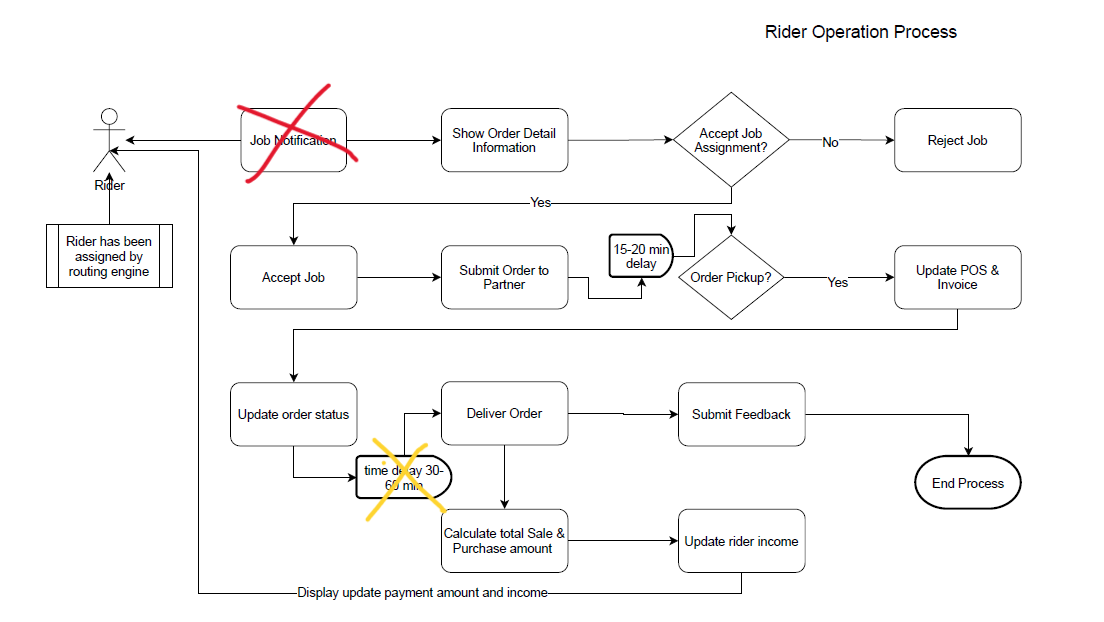 Rider Operation Process
Job Notification
Show Order Detail
Information
Accept Job
Assignment?
No
Reject Job
Rider
Rider has been
assigned by
routing engine
Yes
Accept Job
Submit Order to
Partner
15-20 min
delay
Order Pickup?
Yes
Update POS &
Invoice
Update order status
time delay 30-
60 min
Deliver Order
Submit Feedback
End Process
Calculate total Sale &
Purchase amount
Update rider income
Display update payment amount and income